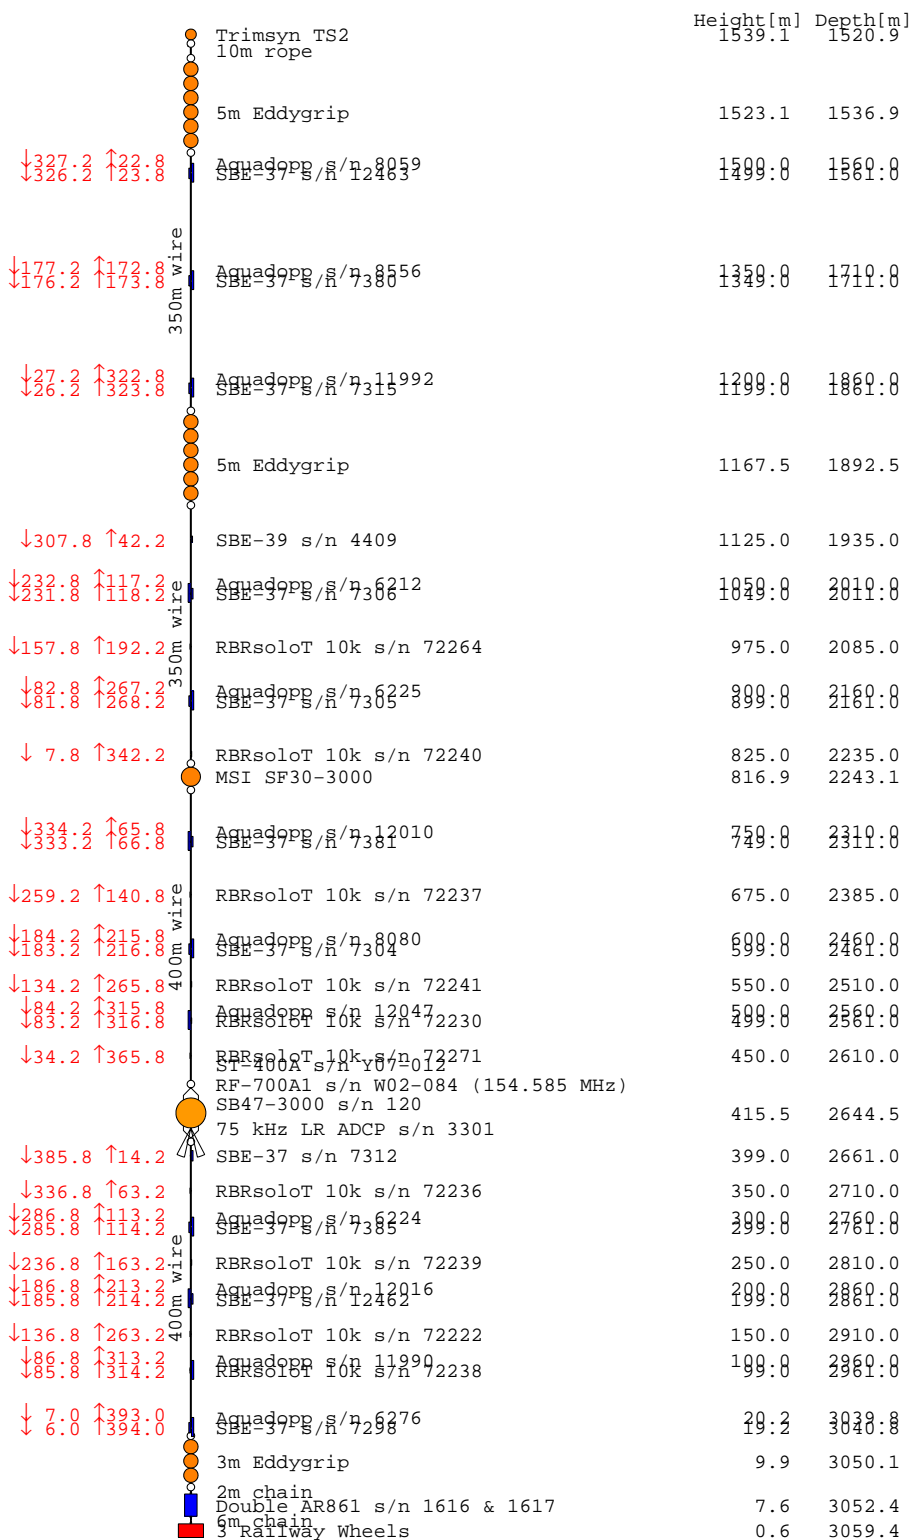 Height[m] Depth[m]
Trimsyn TS2 1539.1 1520.9
10m rope
5m Eddygrip 1523.1 1536.9
↓327.2 ↑22.8 Aquadopp s/n 8059 1500.0 1560.0
↓326.2 ↑23.8 SBE-37 s/n 12463 1499.0 1561.0
350m wire
↓177.2 ↑172.8 Aquadopp s/n 8556 1350.0 1710.0
↓176.2 ↑173.8 SBE-37 s/n 7380 1349.0 1711.0
↓27.2 ↑322.8 Aquadopp s/n 11992 1200.0 1860.0
↓26.2 ↑323.8 SBE-37 s/n 7315 1199.0 1861.0
5m Eddygrip 1167.5 1892.5
↓307.8 ↑42.2 SBE-39 s/n 4409 1125.0 1935.0
↓232.8 ↑117.2 Aquadopp s/n 6212 1050.0 2010.0
↓231.8 ↑118.2 SBE-37 s/n 7306 1049.0 2011.0
350m wire
↓157.8 ↑192.2 RBRsoloT 10k s/n 72264 975.0 2085.0
↓82.8 ↑267.2 Aquadopp s/n 6225 900.0 2160.0
↓81.8 ↑268.2 SBE-37 s/n 7305 899.0 2161.0
↓ 7.8 ↑342.2 RBRsoloT 10k s/n 72240 825.0 2235.0
MSI SF30-3000 816.9 2243.1
↓334.2 ↑65.8 Aquadopp s/n 12010 750.0 2310.0
↓333.2 ↑66.8 SBE-37 s/n 7381 749.0 2311.0
↓259.2 ↑140.8 RBRsoloT 10k s/n 72237 675.0 2385.0
400m wire
↓184.2 ↑215.8 Aquadopp s/n 8080 600.0 2460.0
↓183.2 ↑216.8 SBE-37 s/n 7304 599.0 2461.0
↓134.2 ↑265.8 RBRsoloT 10k s/n 72241 550.0 2510.0
↓84.2 ↑315.8 Aquadopp s/n 12047 500.0 2560.0
↓83.2 ↑316.8 RBRsoloT 10k s/n 72230 499.0 2561.0
↓34.2 ↑365.8 RBRsoloT 10k s/n 72271 450.0 2610.0
ST-400A s/n Y07-012
RF-700A1 s/n W02-084 (154.585 MHz)
SB47-3000 s/n 120 415.5 2644.5
75 kHz LR ADCP s/n 3301
↓385.8 ↑14.2 SBE-37 s/n 7312 399.0 2661.0
↓336.8 ↑63.2 RBRsoloT 10k s/n 72236 350.0 2710.0
↓286.8 ↑113.2 Aquadopp s/n 6224 300.0 2760.0
↓285.8 ↑114.2 SBE-37 s/n 7385 299.0 2761.0
↓236.8 ↑163.2 RBRsoloT 10k s/n 72239 250.0 2810.0
400m wire
↓186.8 ↑213.2 Aquadopp s/n 12016 200.0 2860.0
↓185.8 ↑214.2 SBE-37 s/n 12462 199.0 2861.0
↓136.8 ↑263.2 RBRsoloT 10k s/n 72222 150.0 2910.0
↓86.8 ↑313.2 Aquadopp s/n 11990 100.0 2960.0
↓85.8 ↑314.2 RBRsoloT 10k s/n 72238 99.0 2961.0
↓ 7.0 ↑393.0 Aquadopp s/n 6276 20.2 3039.8
↓ 6.0 ↑394.0 SBE-37 s/n 7298 19.2 3040.8
3m Eddygrip 9.9 3050.1
2m chain
Double AR861 s/n 1616 & 1617 7.6 3052.4
6m chain
3 Railway Wheels 0.6 3059.4